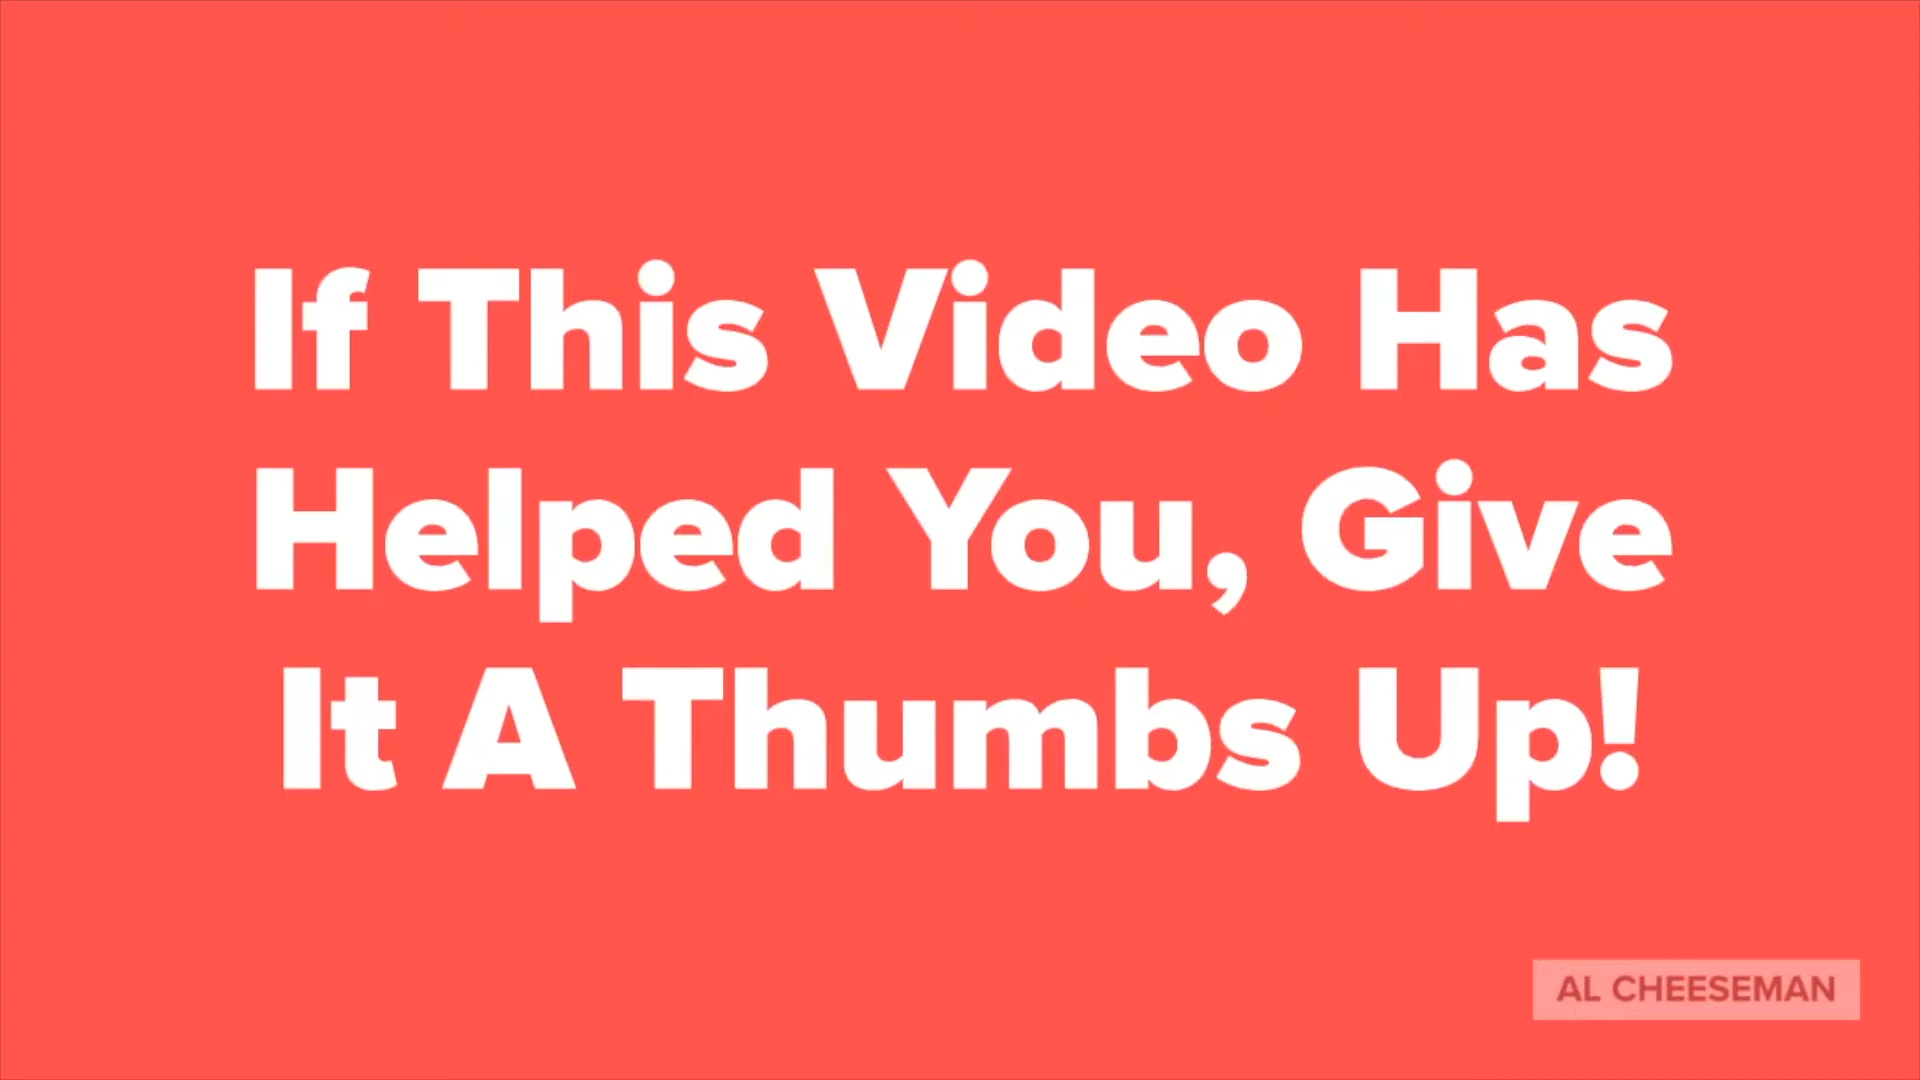 If This Video Has
Helped You, Give
It A Thumbs Up!
AL CHEESEMAN